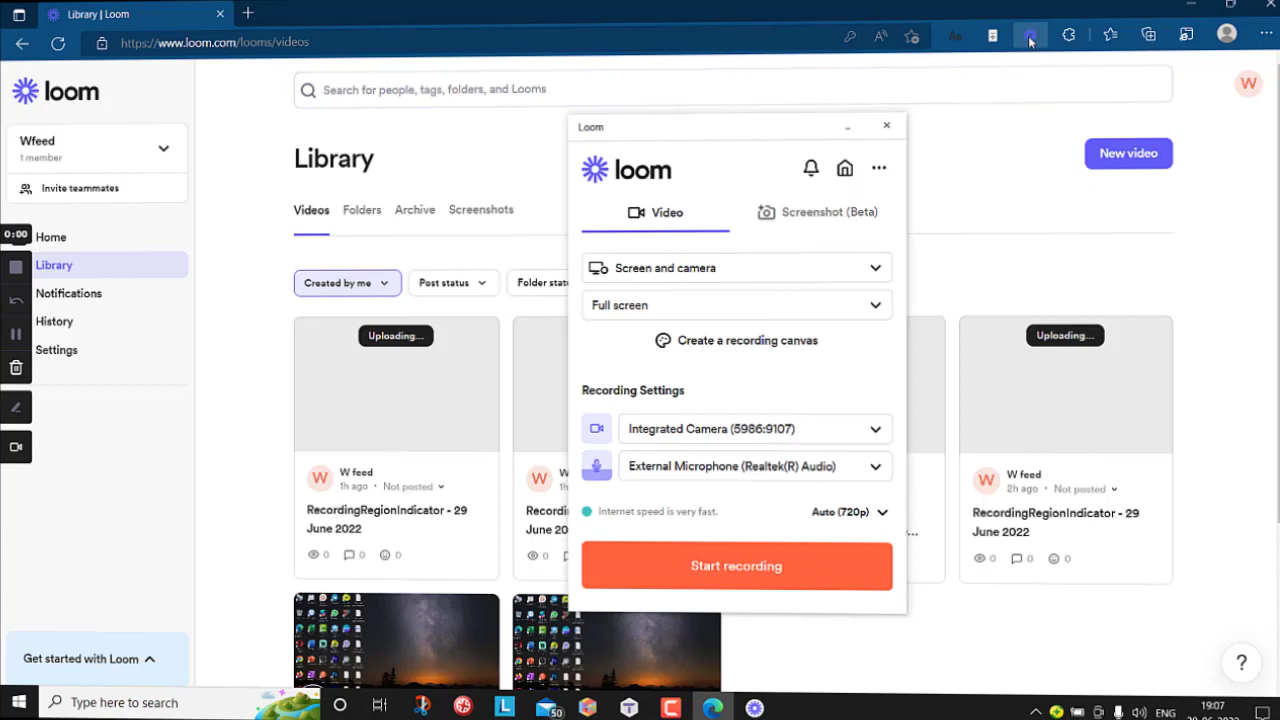 Library | Loom
https://www.loom.com/looms/videos
loom
Search for people, tags, folders, and Looms
W
Wfeed
1 member
Invite teammates
Library
New video
Videos
Folders
Archive
Screenshots
0:00
Home
Library
Notifications
History
Settings
Created by me
Post status
Folder
Uploading...
Uploading...
W
W feed
1h ago • Not posted
RecordingRegionIndicator - 29
June 2022
0
0
0
W
W feed
2h ago • Not posted
RecordingRegionIndicator - 29
June 2022
0
0
0
W
0
Loom
loom
Video
Screenshot (Beta)
Screen and camera
Full screen
Create a recording canvas
Recording Settings
Integrated Camera (5986:9107)
External Microphone (Realtek(R) Audio)
Internet speed is very fast.
Auto (720p)
Start recording
Get started with Loom
?
Type here to search
L
50
T
C
ENG
19:07